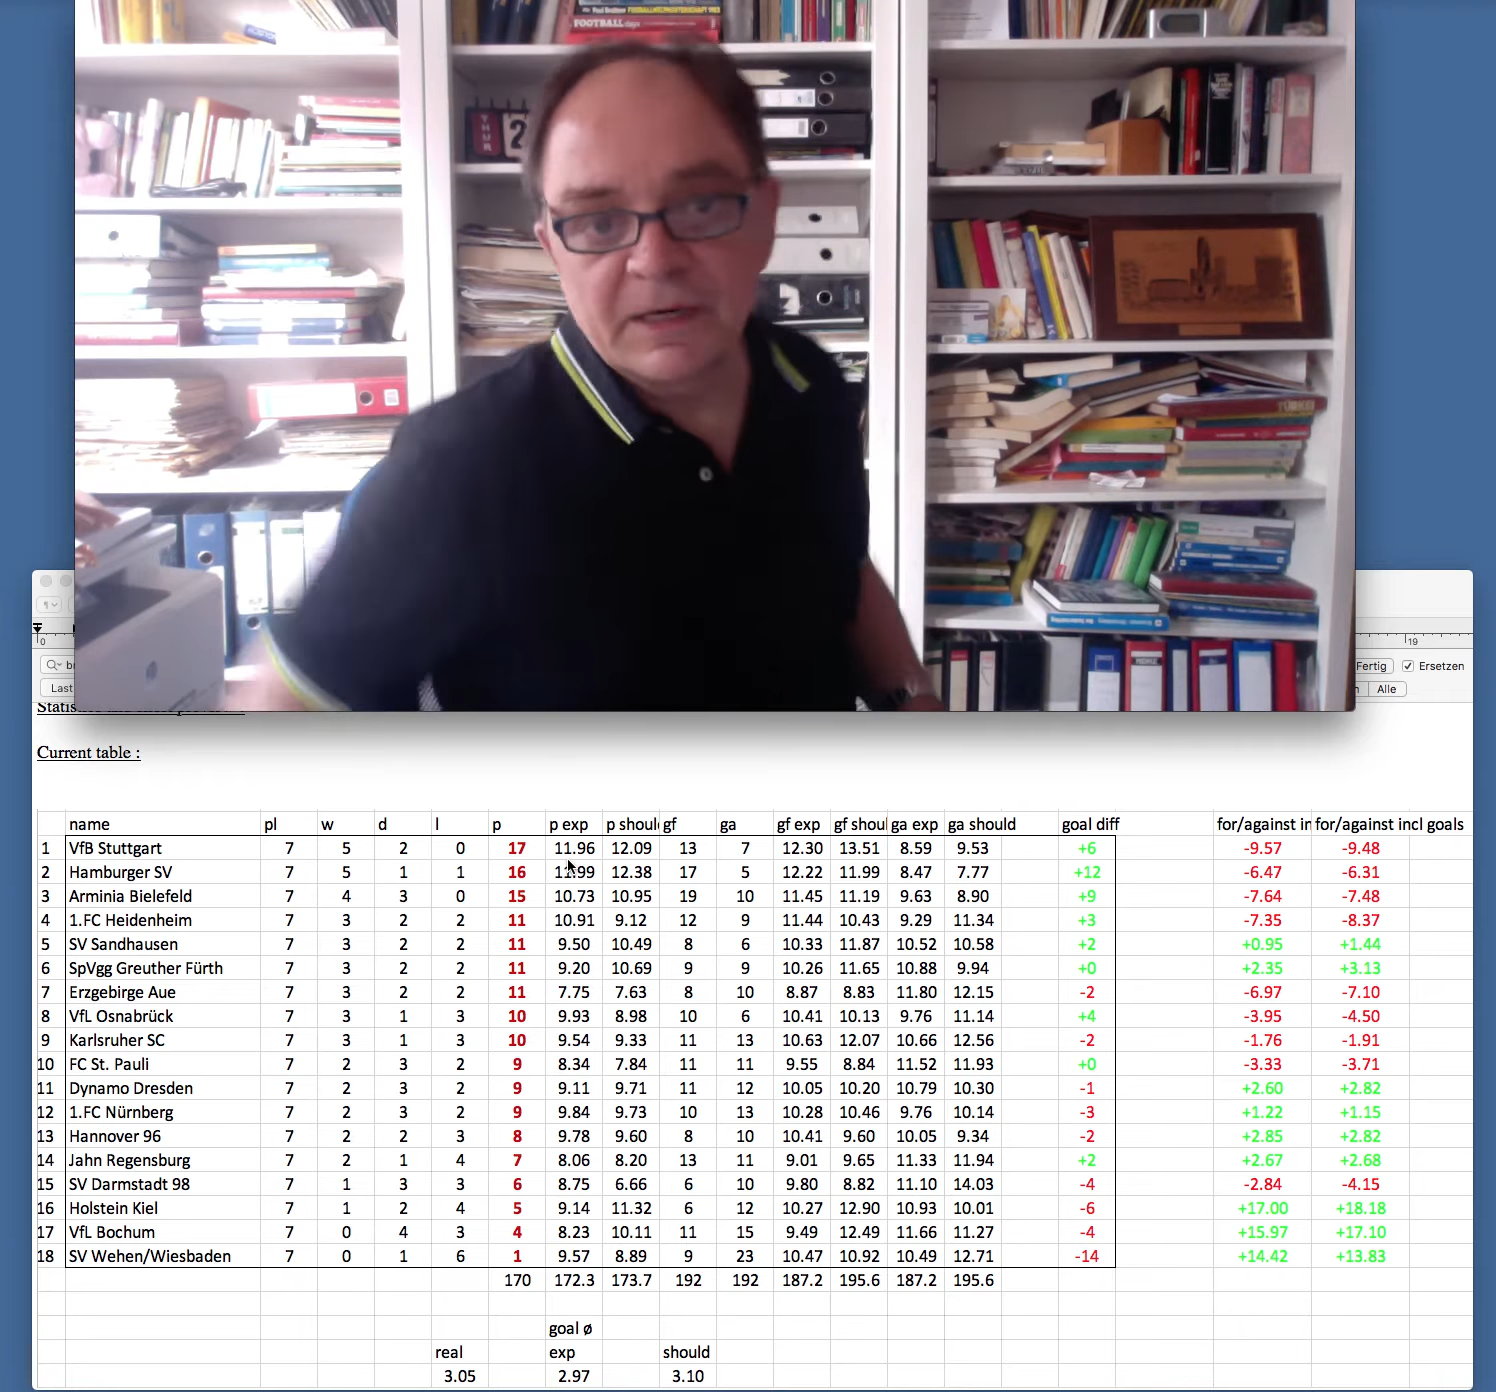 FOOTBALL days
THUR
2
TÜRKEI
0
19
Fertig
Ersetzen
Last
Alle
Current table :
name pl w d l p p exp p shoul gf ga gf exp gf shoul ga exp ga should goal diff for/against in for/against incl goals
1 VfB Stuttgart 7 5 2 0 17 11.96 12.09 13 7 12.30 13.51 8.59 9.53 +6 -9.57 -9.48
2 Hamburger SV 7 5 1 1 16 11.99 12.38 17 5 12.22 11.99 8.47 7.77 +12 -6.47 -6.31
3 Arminia Bielefeld 7 4 3 0 15 10.73 10.95 19 10 11.45 11.19 9.63 8.90 +9 -7.64 -7.48
4 1.FC Heidenheim 7 3 2 2 11 10.91 9.12 12 9 11.44 10.43 9.29 11.34 +3 -7.35 -8.37
5 SV Sandhausen 7 3 2 2 11 9.50 10.49 8 6 10.33 11.87 10.52 10.58 +2 +0.95 +1.44
6 SpVgg Greuther Fürth 7 3 2 2 11 9.20 10.69 9 9 10.26 11.65 10.88 9.94 +0 +2.35 +3.13
7 Erzgebirge Aue 7 3 2 2 11 7.75 7.63 8 10 8.87 8.83 11.80 12.15 -2 -6.97 -7.10
8 VfL Osnabrück 7 3 1 3 10 9.93 8.98 10 6 10.41 10.13 9.76 11.14 +4 -3.95 -4.50
9 Karlsruher SC 7 3 1 3 10 9.54 9.33 11 13 10.63 12.07 10.66 12.56 -2 -1.76 -1.91
10 FC St. Pauli 7 2 3 2 9 8.34 7.84 11 11 9.55 8.84 11.52 11.93 +0 -3.33 -3.71
11 Dynamo Dresden 7 2 3 2 9 9.11 9.71 11 12 10.05 10.20 10.79 10.30 -1 +2.60 +2.82
12 1.FC Nürnberg 7 2 3 2 9 9.84 9.73 10 13 10.28 10.46 9.76 10.14 -3 +1.22 +1.15
13 Hannover 96 7 2 2 3 8 9.78 9.60 8 10 10.41 9.60 10.05 9.34 -2 +2.85 +2.82
14 Jahn Regensburg 7 2 1 4 7 8.06 8.20 13 11 9.01 9.65 11.33 11.94 +2 +2.67 +2.68
15 SV Darmstadt 98 7 1 3 3 6 8.75 6.66 6 10 9.80 8.82 11.10 14.03 -4 -2.84 -4.15
16 Holstein Kiel 7 1 2 4 5 9.14 11.32 6 12 10.27 12.90 10.93 10.01 -6 +17.00 +18.18
17 VfL Bochum 7 0 4 3 4 8.23 10.11 11 15 9.49 12.49 11.66 11.27 -4 +15.97 +17.10
18 SV Wehen/Wiesbaden 7 0 1 6 1 9.57 8.89 9 23 10.47 10.92 10.49 12.71 -14 +14.42 +13.83
170 172.3 173.7 192 192 187.2 195.6 187.2 195.6
goal ø
real exp should
3.05 2.97 3.10